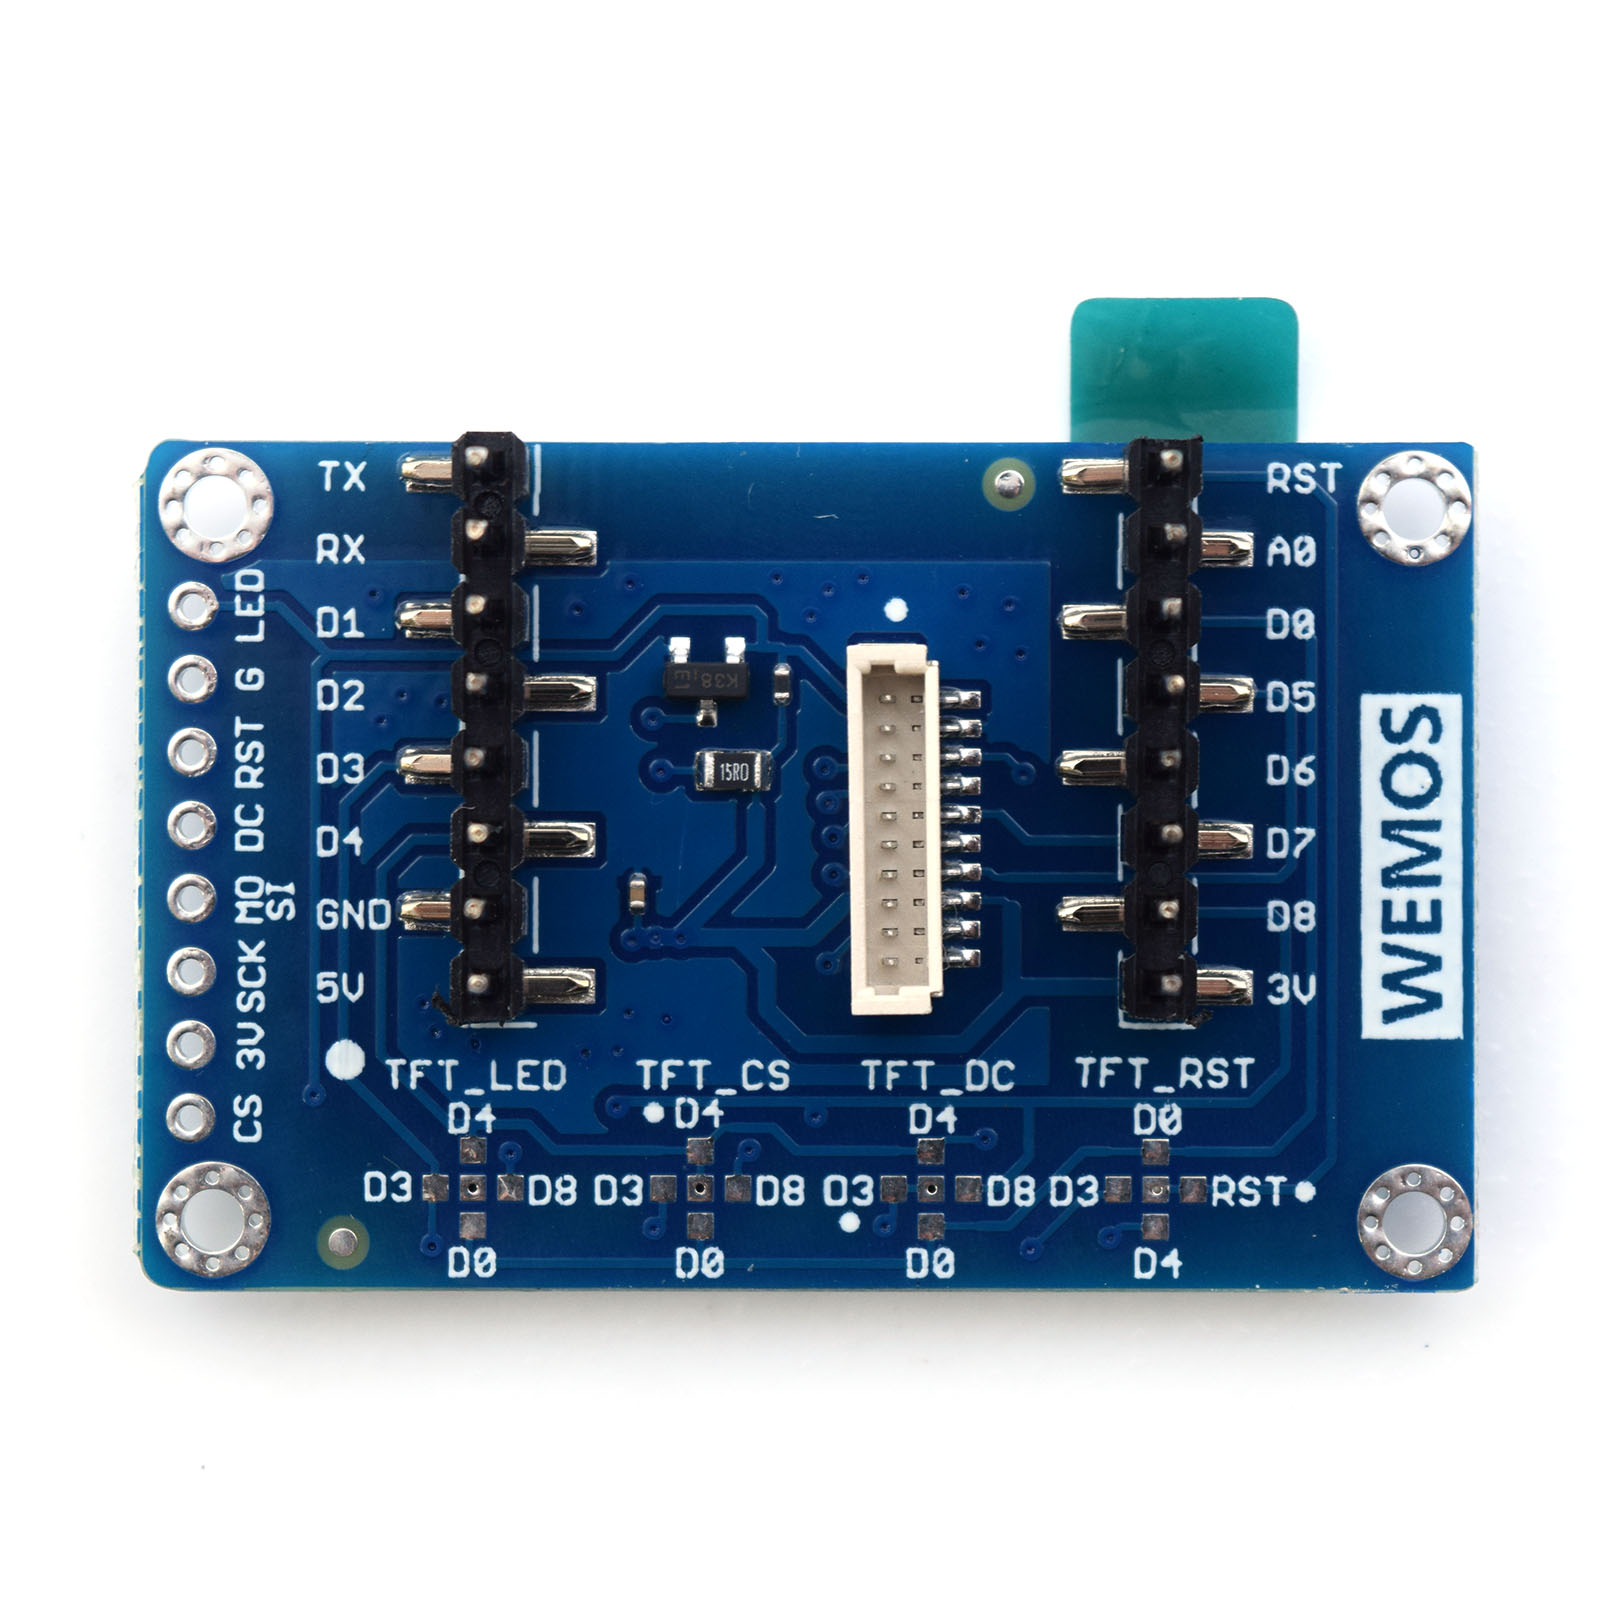 TX
RX
D1
D2
D3
D4
GND
5V
LED
G
RST
DC
MO
SI
SCK
3V
CS
K38
15R0
RST
A0
D0
D5
D6
D7
D8
3V
WEMOS
TFT_LED
D4
D3 D8
D0
TFT_CS
D4
D3 D8
D0
TFT_DC
D4
D3 D8
D0
TFT_RST
D0
D3 RST
D4